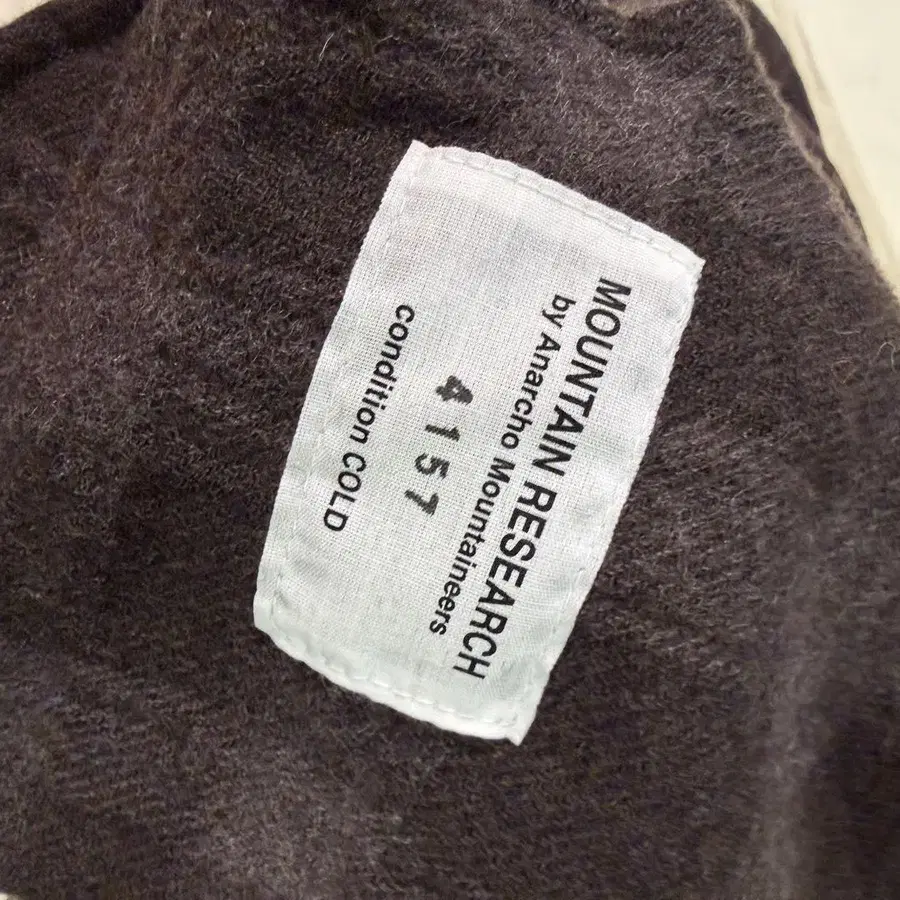 MOUNTAIN RESEARCH
by Anarcho Mountaineers
4157
condition COLD